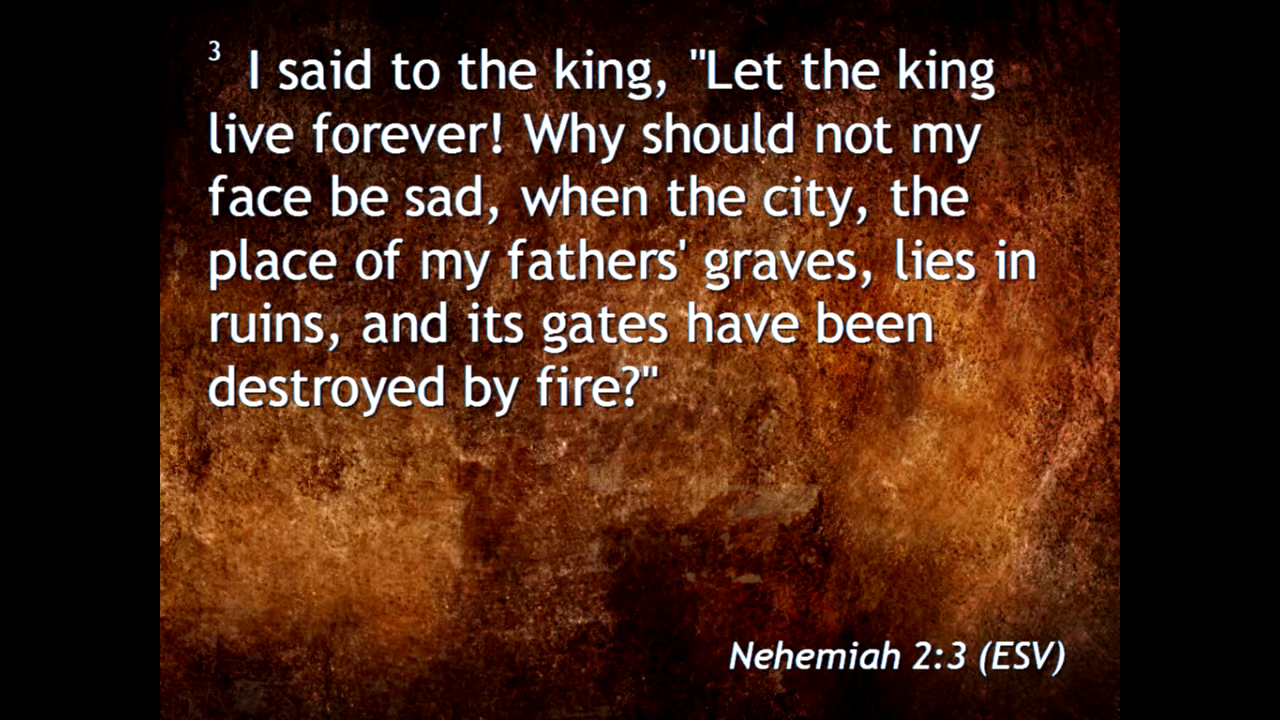 3 I said to the king, "Let the king
live forever! Why should not my
face be sad, when the city, the
place of my fathers' graves, lies in
ruins, and its gates have been
destroyed by fire?"
Nehemiah 2:3 (ESV)